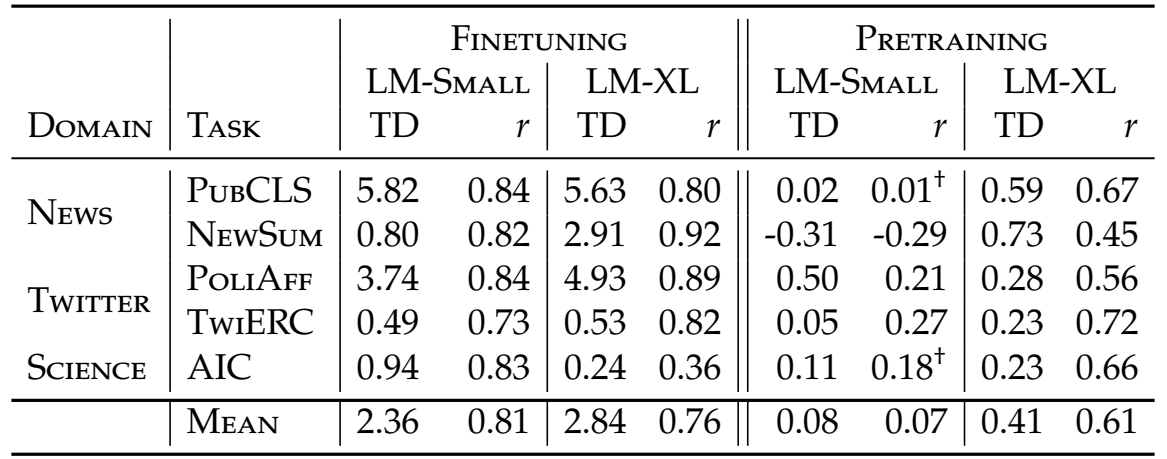 FINETUNING PRETRAINING
LM-SMALL LM-XL LM-SMALL LM-XL
DOMAIN TASK TD r TD r TD r TD r
NEWS PUBCLS 5.82 0.84 5.63 0.80 0.02 0.01† 0.59 0.67
NEWSUM 0.80 0.82 2.91 0.92 -0.31 -0.29 0.73 0.45
TWITTER POLIAFF 3.74 0.84 4.93 0.89 0.50 0.21 0.28 0.56
TWIERC 0.49 0.73 0.53 0.82 0.05 0.27 0.23 0.72
SCIENCE AIC 0.94 0.83 0.24 0.36 0.11 0.18† 0.23 0.66
MEAN 2.36 0.81 2.84 0.76 0.08 0.07 0.41 0.61